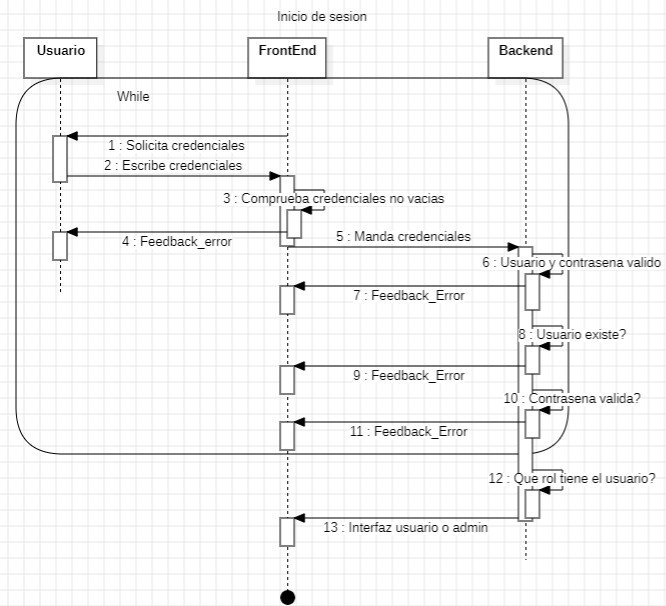 Inicio de sesion
Usuario
FrontEnd
Backend
While
1 : Solicita credenciales
2 : Escribe credenciales
3 : Comprueba credenciales no vacias
4 : Feedback_error
5 : Manda credenciales
6 : Usuario y contrasena valido
7 : Feedback_Error
8 : Usuario existe?
9 : Feedback_Error
10 : Contrasena valida?
11 : Feedback_Error
12 : Que rol tiene el usuario?
13 : Interfaz usuario o admin